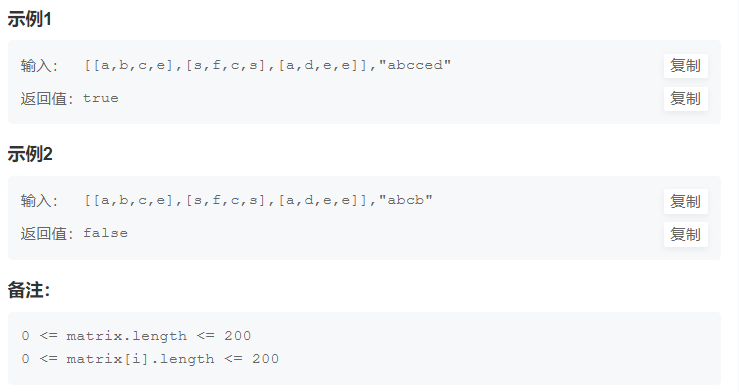 示例1
输入: [[a,b,c,e],[s,f,c,s],[a,d,e,e]],"abcced" 复制
返回值: true 复制
示例2
输入: [[a,b,c,e],[s,f,c,s],[a,d,e,e]],"abcb" 复制
返回值: false 复制
备注:
0 <= matrix.length <= 200
0 <= matrix[i].length <= 200